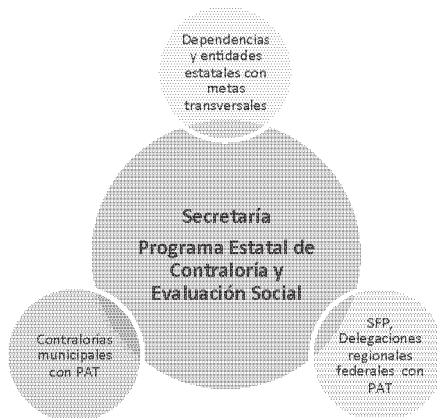 Dependencias
y entidades
estatales con
metas
transversales
Secretaría
Programa Estatal de
Contraloría y
Evaluación Social
Contralorías
municipales
con PAT
SFP,
Delegaciones
regionales
federales con
PAT